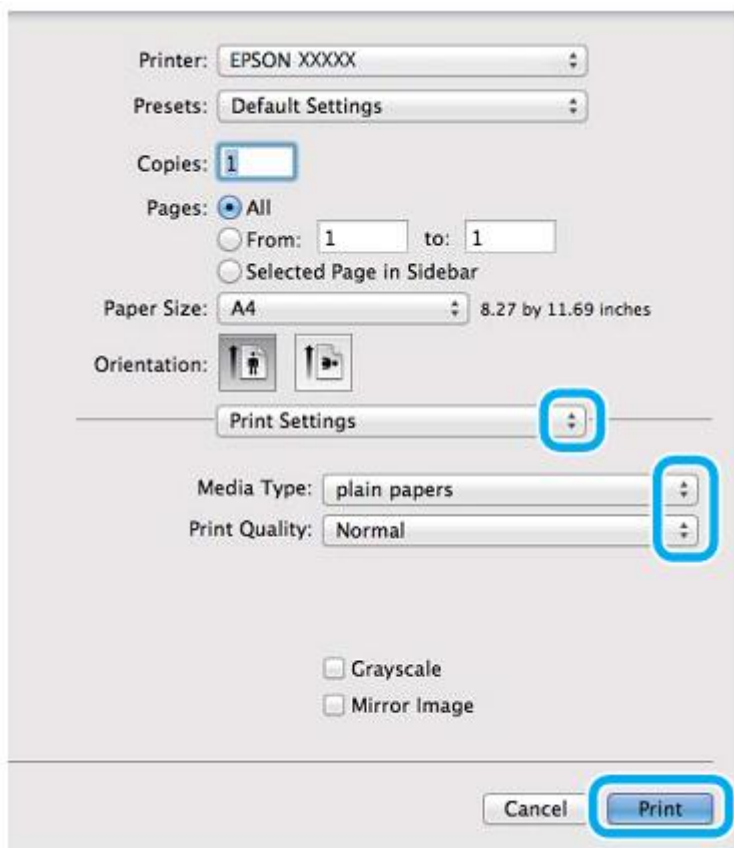 Printer: EPSON XXXXX
Presets: Default Settings
Copies: 1
Pages: All
From: 1 to: 1
Selected Page in Sidebar
Paper Size: A4 8.27 by 11.69 inches
Orientation:
Print Settings
Media Type: plain papers
Print Quality: Normal
Grayscale
Mirror Image
Cancel Print